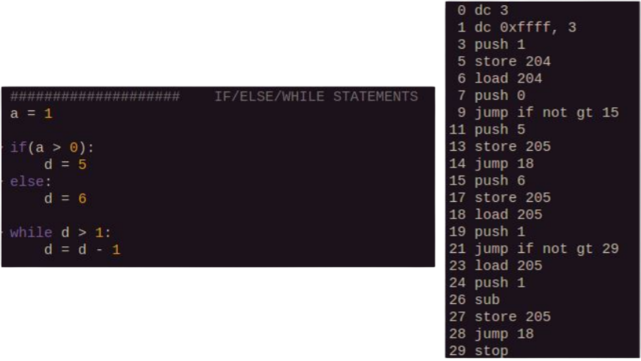 ####################    IF/ELSE/WHILE STATEMENTS
a = 1
if(a > 0):
    d = 5
else:
    d = 6
while d > 1:
    d = d - 1
0 dc 3
1 dc 0xffff, 3
3 push 1
5 store 204
6 load 204
7 push 0
9 jump if not gt 15
11 push 5
13 store 205
14 jump 18
15 push 6
17 store 205
18 load 205
19 push 1
21 jump if not gt 29
23 load 205
24 push 1
26 sub
27 store 205
28 jump 18
29 stop